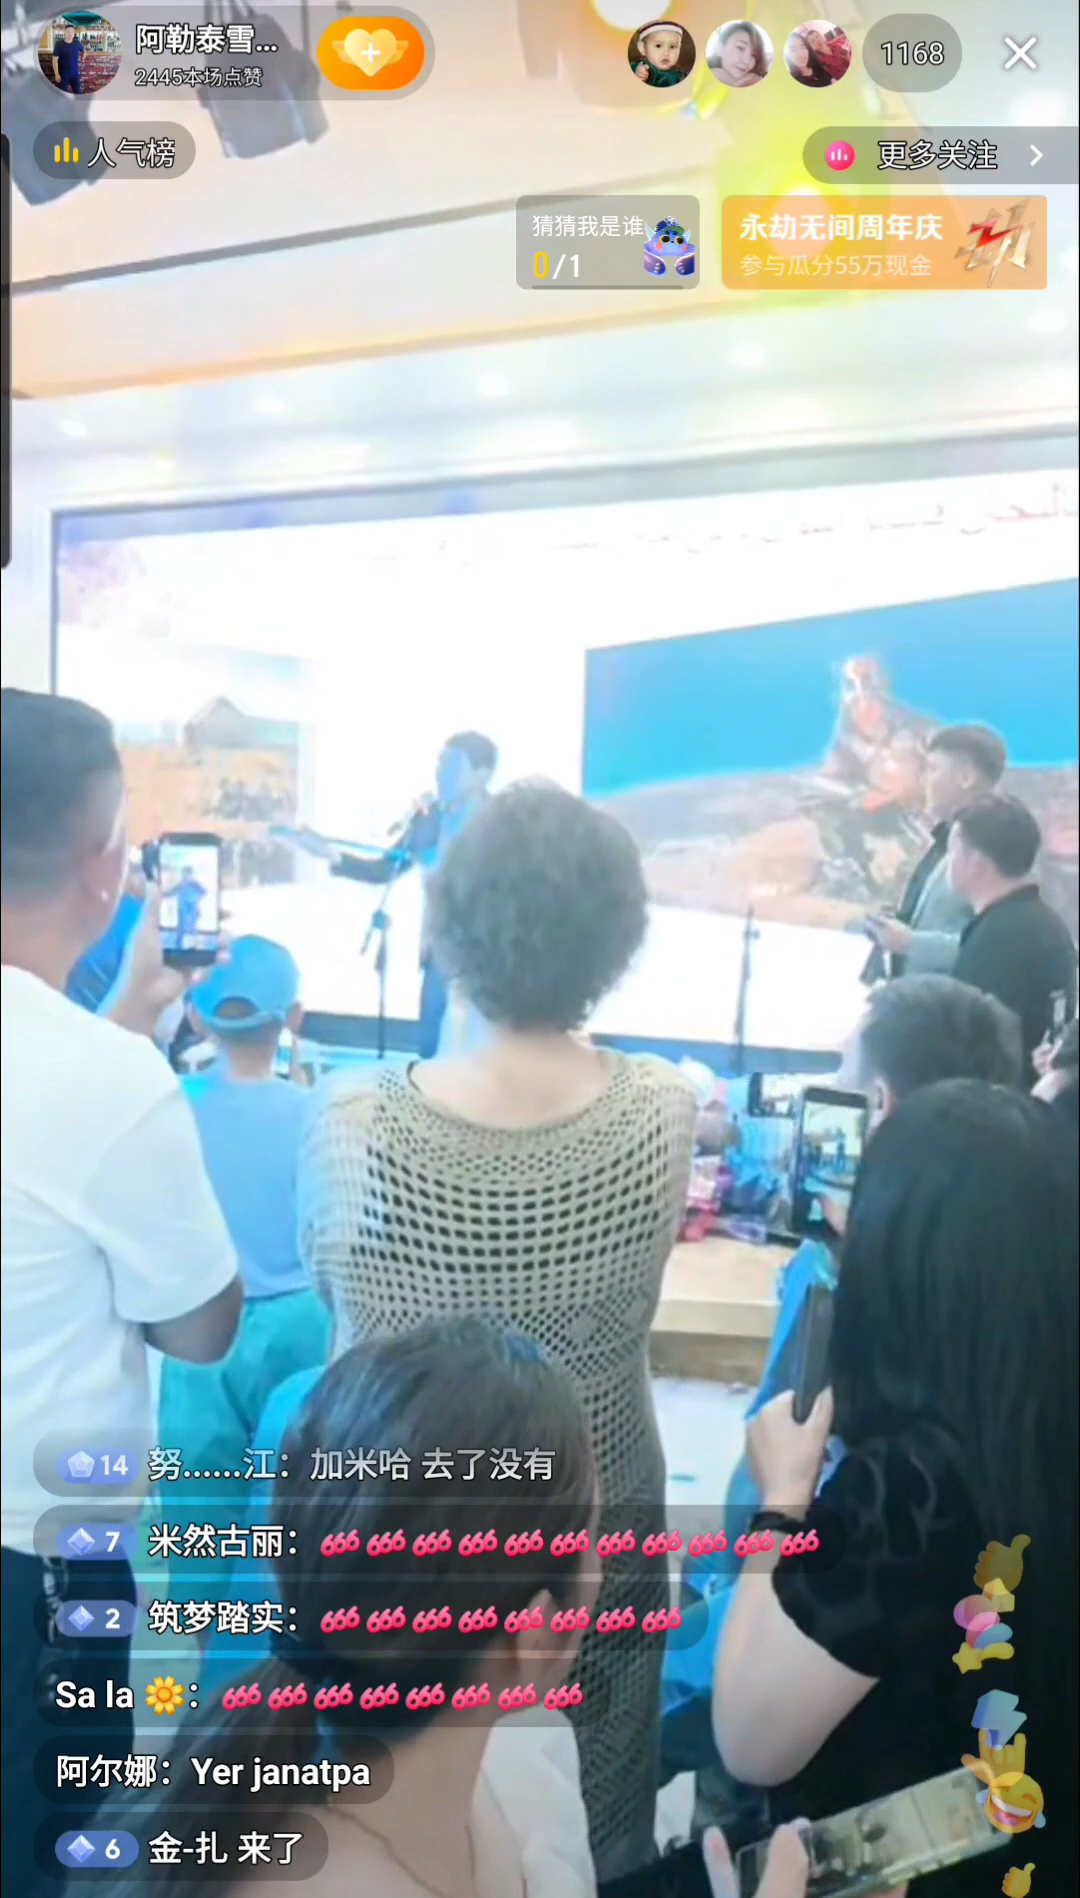 阿勒泰雪...
2445本场点赞
1168
人气榜
更多关注
猜猜我是谁
0/1
永劫无间周年庆
参与瓜分55万现金
14 努......江：加米哈 去了没有
7 米然古丽：666 666 666 666 666 666 666 666 666 666 666
2 筑梦踏实：666 666 666 666 666 666 666 666
Sa la 🌼：666 666 666 666 666 666 666 666
阿尔娜：Yer janatpa
6 金-扎 来了